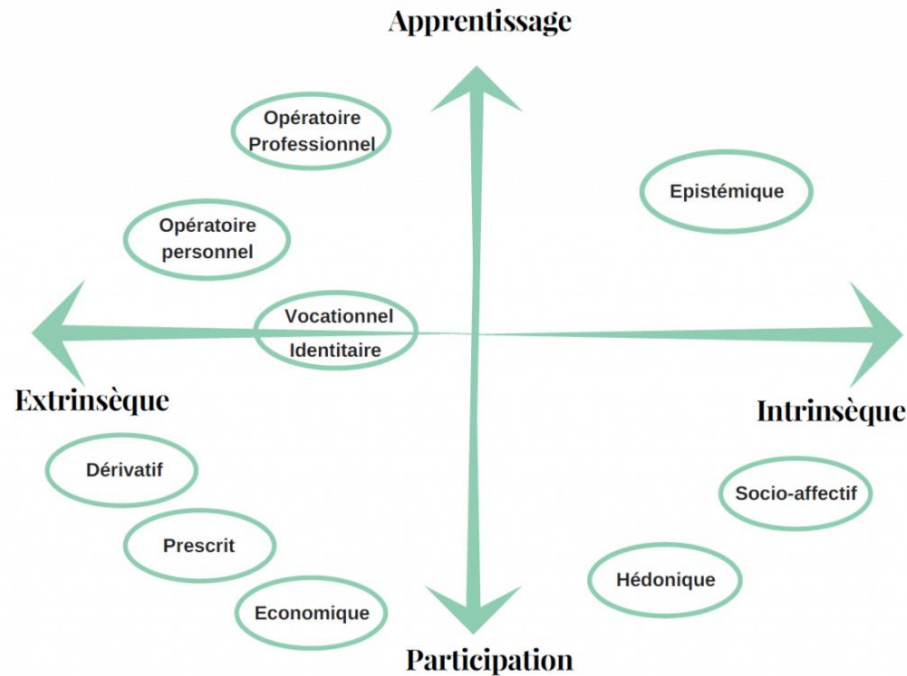 Apprentissage
Opératoire
Professionnel
Epistémique
Opératoire
personnel
Vocationnel
Identitaire
Extrinsèque
Intrinsèque
Dérivatif
Socio-affectif
Prescrit
Hédonique
Economique
Participation